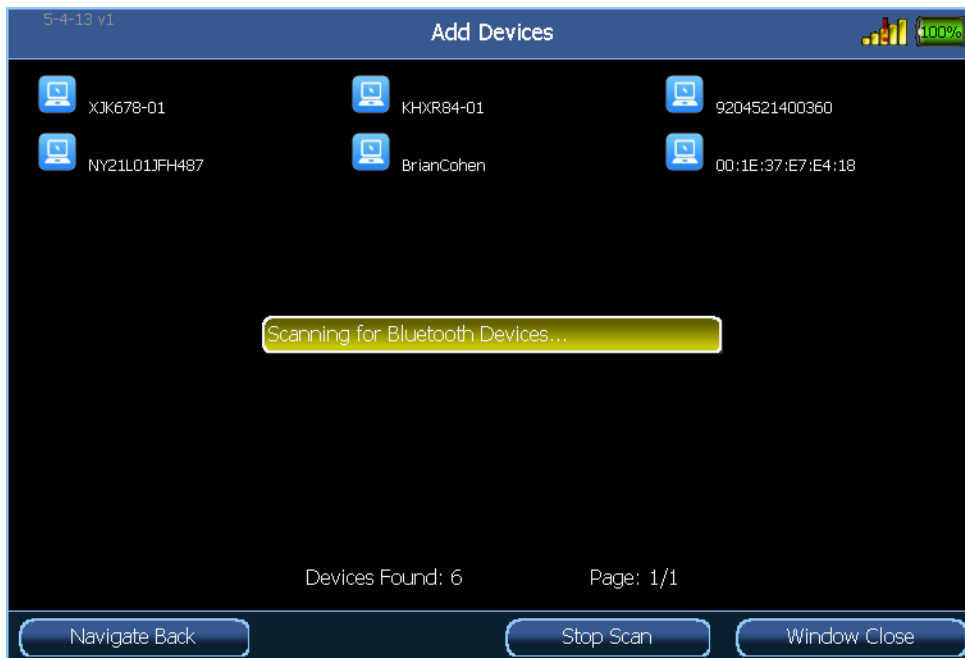 5-4-13 v1
Add Devices
100%
XJK678-01
KHXR84-01
9204521400360
NY21L01JFH487
BrianCohen
00:1E:37:E7:E4:18
Scanning for Bluetooth Devices...
Devices Found: 6
Page: 1/1
Navigate Back
Stop Scan
Window Close